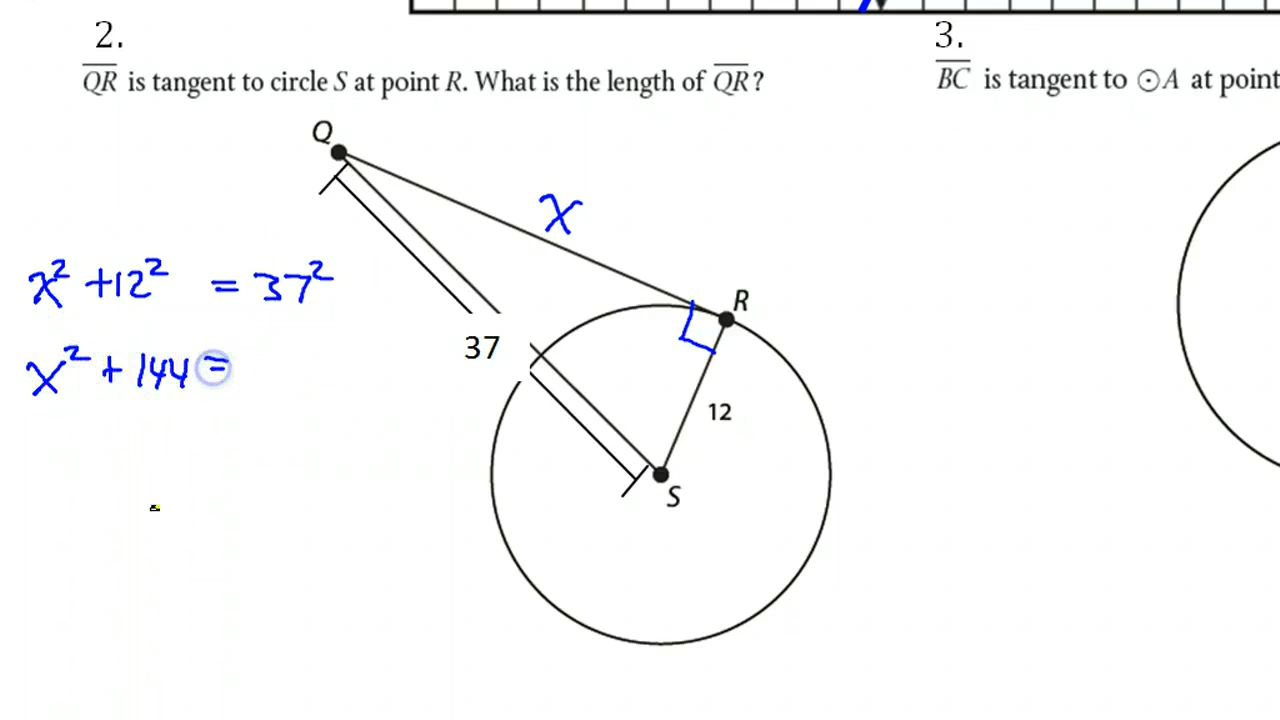 2.
QR is tangent to circle S at point R. What is the length of QR?
3.
BC is tangent to ⊙A at point
Q
x
x² + 12² = 37²
R
37
x² + 144 =
12
S